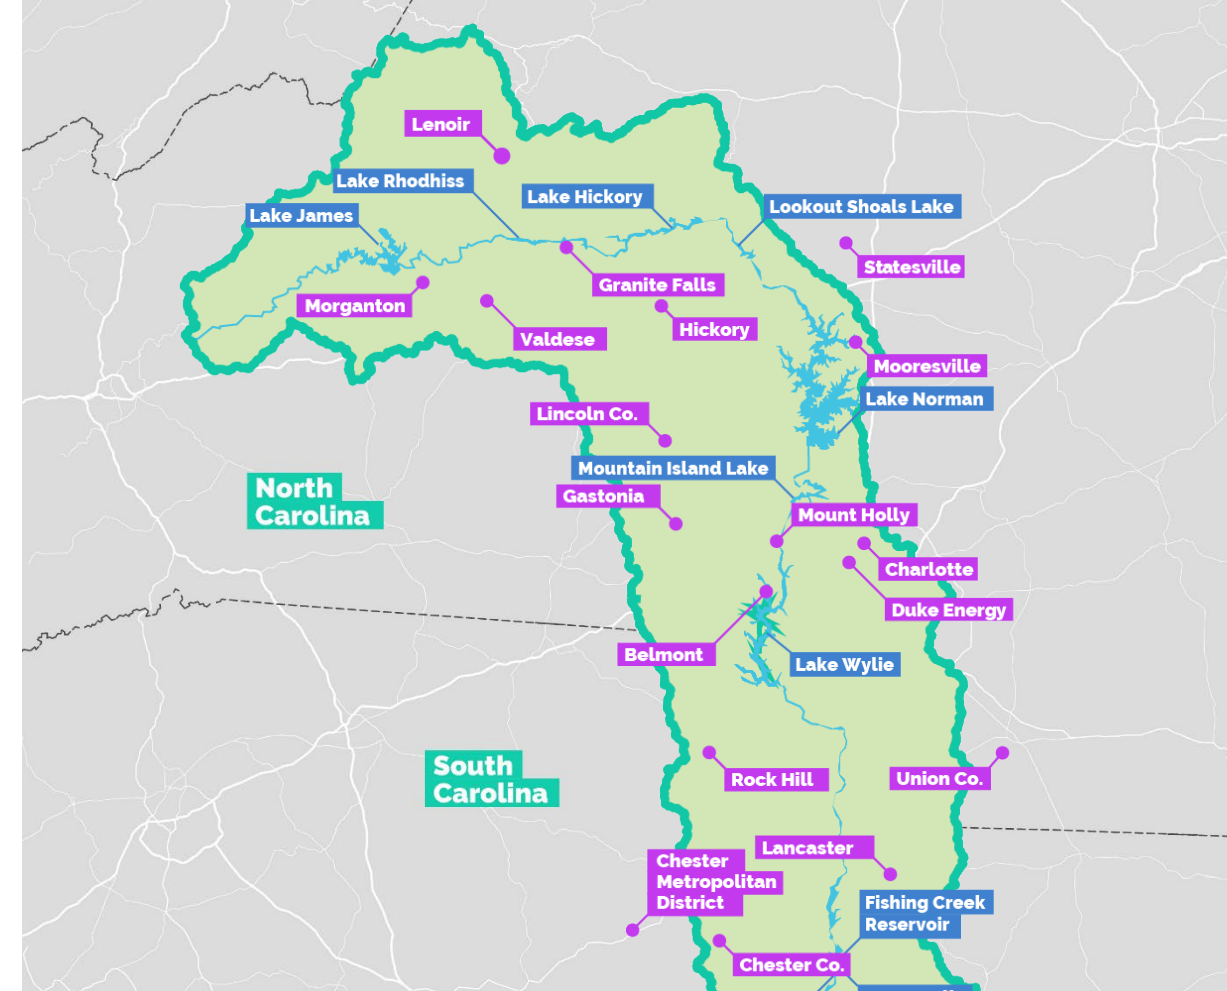 Lenoir
Lake Rhodhiss
Lake Hickory
Lake James
Lookout Shoals Lake
Statesville
Granite Falls
Morganton
Hickory
Valdese
Mooresville
Lake Norman
Lincoln Co.
Mountain Island Lake
North
Carolina
Gastonia
Mount Holly
Charlotte
Duke Energy
Belmont
Lake Wylie
South
Carolina
Rock Hill
Union Co.
Lancaster
Chester
Metropolitan
District
Fishing Creek
Reservoir
Chester Co.